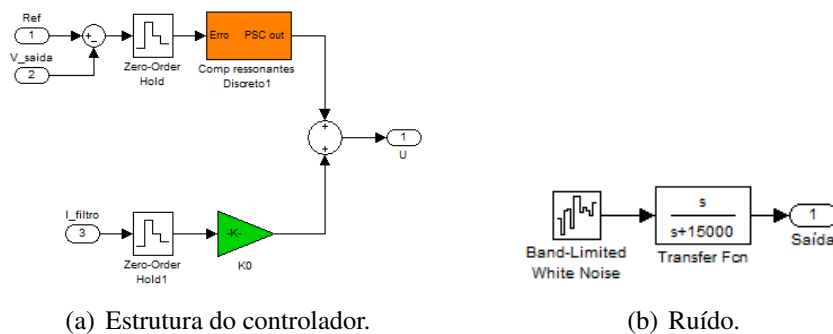 Ref
1
V_saida
2
Zero-Order
Hold
Erro
PSC out
Comp ressonantes
Discreto1
+
−
+
+
1
U
I_filtro
3
Zero-Order
Hold1
-K-
K0
Band-Limited
White Noise
s
s+15000
Transfer Fcn
1
Saída
(a) Estrutura do controlador.
(b) Ruído.